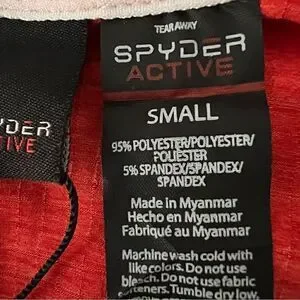 TEAR AWAY
SPYDER
ACTIVE
SMALL
95% POLYESTER/POLYESTER/
POLIÉSTER
5% SPANDEX/SPANDEX/
SPANDEX
Made in Myanmar
Hecho en Myanmar
Fabriqué au Myanmar
Machine wash cold with
like colors. Do not use
bleach. Do not use fabric
softeners. Tumble dry low.
YDER
TIVE